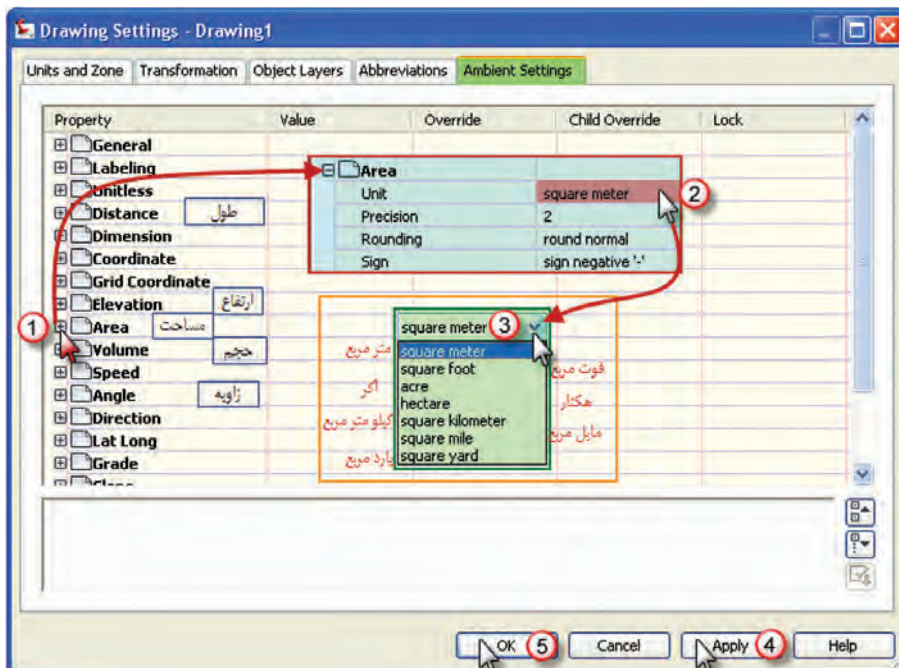 Drawing Settings - Drawing1
Units and Zone Transformation Object Layers Abbreviations Ambient Settings
Property Value Override Child Override Lock
General
Labeling
Unitless
Distance طول
Dimension
Coordinate
Grid Coordinate
Elevation ارتفاع
1 Area مساحت
Volume حجم
Speed
Angle زاویه
Direction
Lat Long
Grade
Slope
Area
Unit square meter 2
Precision 2
Rounding round normal
Sign sign negative '-'
square meter 3
متر مربع square meter
square foot فوت مربع
اکر acre
hectare هکتار
کیلو متر مربع square kilometer
square mile مایل مربع
یارد مربع square yard
OK 5 Cancel Apply 4 Help